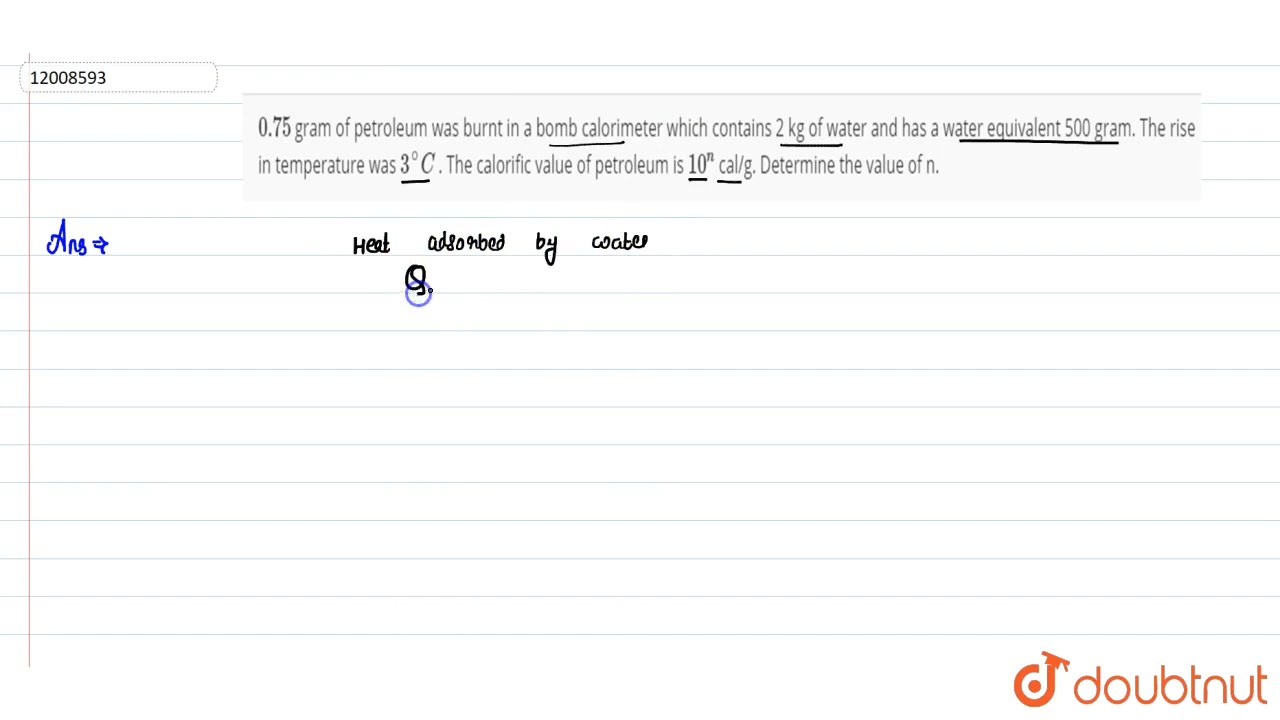 12008593
0.75 gram of petroleum was burnt in a bomb calorimeter which contains 2 kg of water and has a water equivalent 500 gram. The rise
in temperature was 3°C. The calorific value of petroleum is 10ⁿ cal/g. Determine the value of n.
Ans ⇒ Heat adsorbed by water
Q
doubtnut